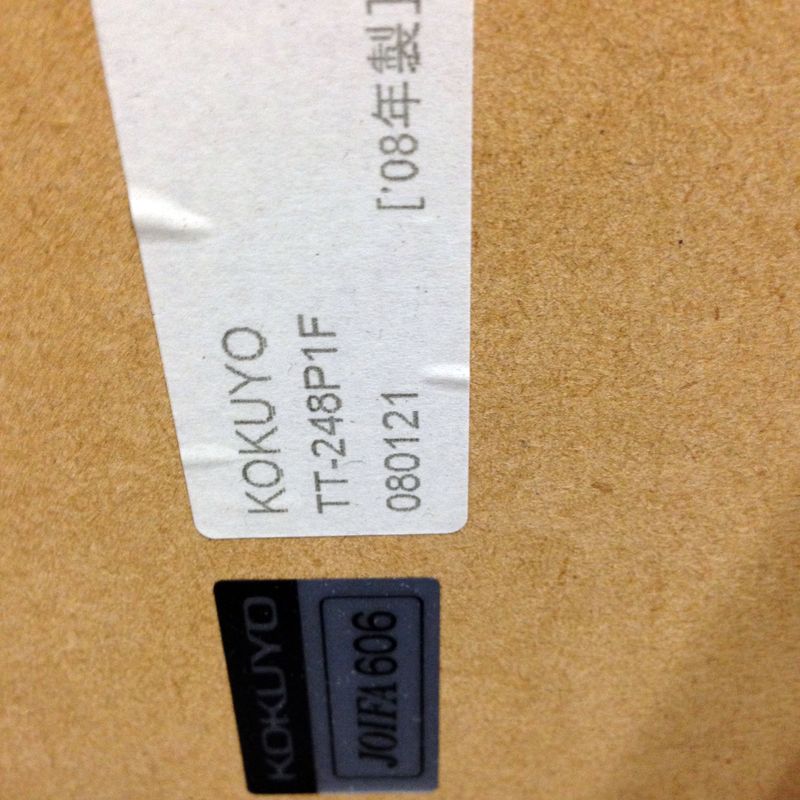 KOKUYO
TT-248P1F
080121 ['08年製]
KOKUYO
JOIFA 606